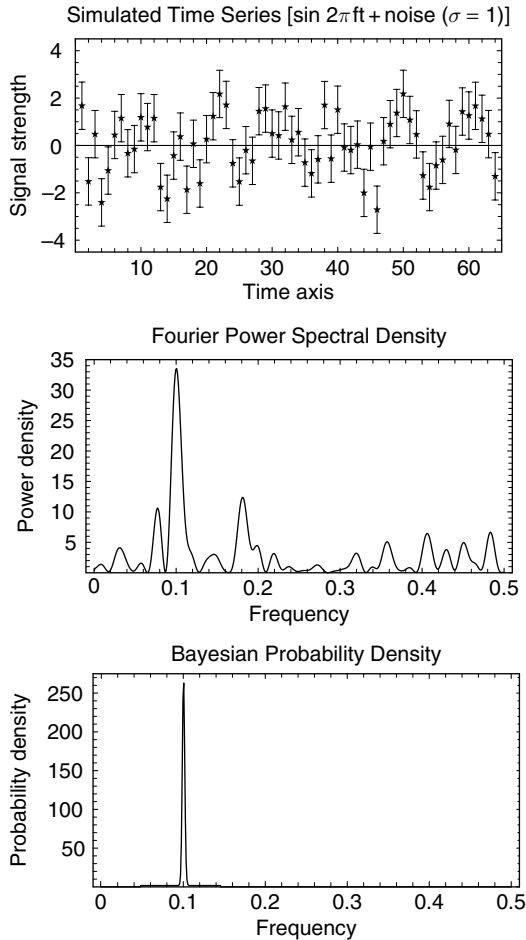 Simulated Time Series [sin 2πft + noise (σ = 1)]
4
2
0
−2
−4
Signal strength
10 20 30 40 50 60
Time axis
Fourier Power Spectral Density
35
30
25
20
15
10
5
Power density
0 0.1 0.2 0.3 0.4 0.5
Frequency
Bayesian Probability Density
250
200
150
100
50
Probability density
0 0.1 0.2 0.3 0.4 0.5
Frequency